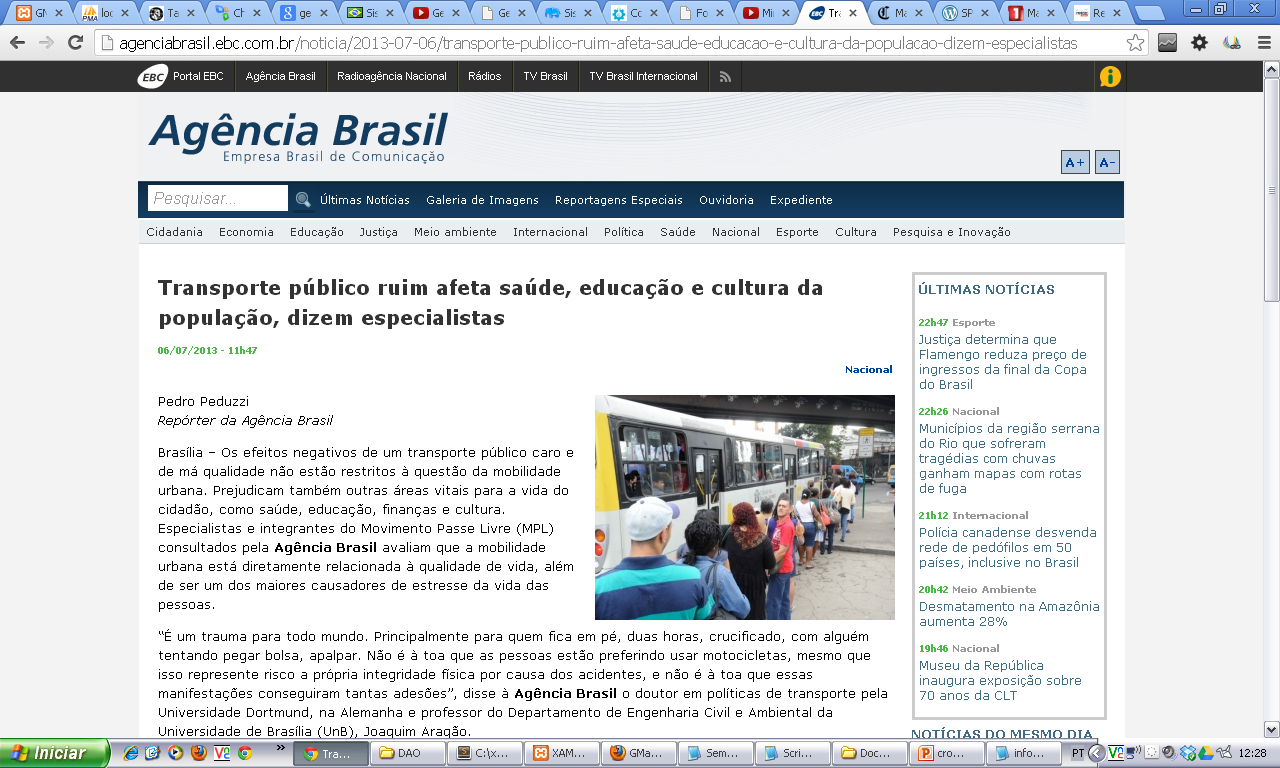 GM
loc
Ta
Ch
ge
Sis
Ge
Ge
Sis
Co
Fo
Mi
Tra
Ma
SP
Ma
Re
agenciabrasil.ebc.com.br/noticia/2013-07-06/transporte-publico-ruim-afeta-saude-educacao-e-cultura-da-populacao-dizem-especialistas
EBC Portal EBC Agência Brasil Radioagência Nacional Rádios TV Brasil TV Brasil Internacional
Agência Brasil
Empresa Brasil de Comunicação
A+ A-
Pesquisar... Últimas Notícias Galeria de Imagens Reportagens Especiais Ouvidoria Expediente
Cidadania Economia Educação Justiça Meio ambiente Internacional Política Saúde Nacional Esporte Cultura Pesquisa e Inovação
Transporte público ruim afeta saúde, educação e cultura da
população, dizem especialistas
06/07/2013 - 11h47
Nacional
Pedro Peduzzi
Repórter da Agência Brasil
Brasília – Os efeitos negativos de um transporte público caro e
de má qualidade não estão restritos à questão da mobilidade
urbana. Prejudicam também outras áreas vitais para a vida do
cidadão, como saúde, educação, finanças e cultura.
Especialistas e integrantes do Movimento Passe Livre (MPL)
consultados pela Agência Brasil avaliam que a mobilidade
urbana está diretamente relacionada à qualidade de vida, além
de ser um dos maiores causadores de estresse da vida das
pessoas.
“É um trauma para todo mundo. Principalmente para quem fica em pé, duas horas, crucificado, com alguém
tentando pegar bolsa, apalpar. Não é à toa que as pessoas estão preferindo usar motocicletas, mesmo que
isso represente risco a própria integridade física por causa dos acidentes, e não é à toa que essas
manifestações conseguiram tantas adesões”, disse à Agência Brasil o doutor em políticas de transporte pela
Universidade Dortmund, na Alemanha e professor do Departamento de Engenharia Civil e Ambiental da
Universidade de Brasília (UnB), Joaquim Aragão.
ÚLTIMAS NOTÍCIAS
22h47 Esporte
Justiça determina que
Flamengo reduza preço de
ingressos da final da Copa
do Brasil
22h26 Nacional
Municípios da região serrana
do Rio que sofreram
tragédias com chuvas
ganham mapas com rotas
de fuga
21h12 Internacional
Polícia canadense desvenda
rede de pedófilos em 50
países, inclusive no Brasil
20h42 Meio Ambiente
Desmatamento na Amazônia
aumenta 28%
19h46 Nacional
Museu da República
inaugura exposição sobre
70 anos da CLT
NOTÍCIAS DO MESMO DIA
Iniciar » Tra... DAO C:\x... XAM... GMa... Sem... Scri... Doc... cro... info... PT 12:28